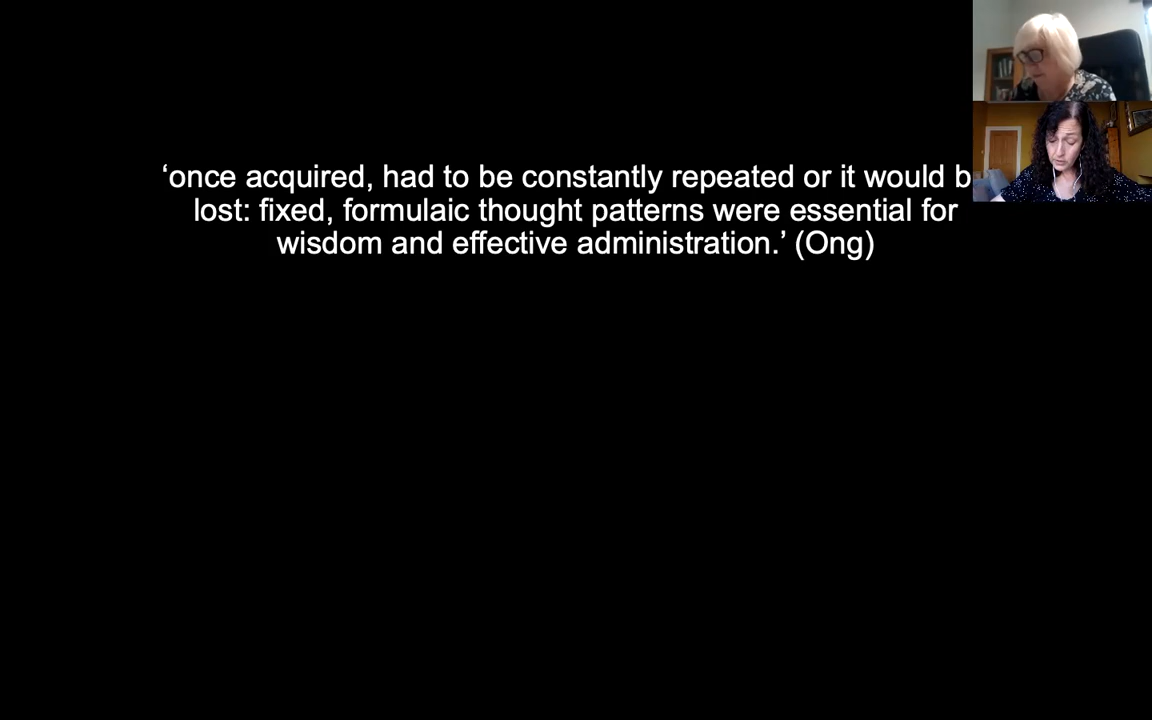 ‘once acquired, had to be constantly repeated or it would b
lost: fixed, formulaic thought patterns were essential for
wisdom and effective administration.’ (Ong)